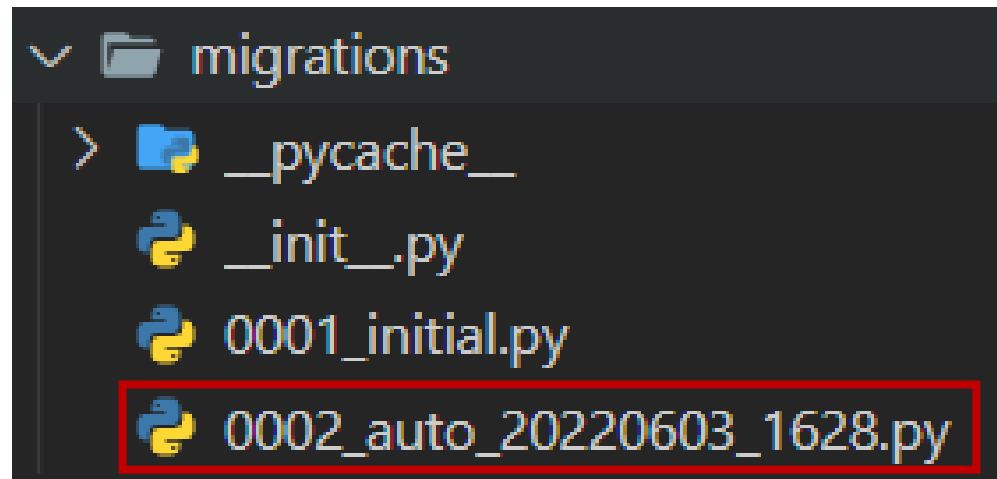 migrations
__pycache__
__init__.py
0001_initial.py
0002_auto_20220603_1628.py